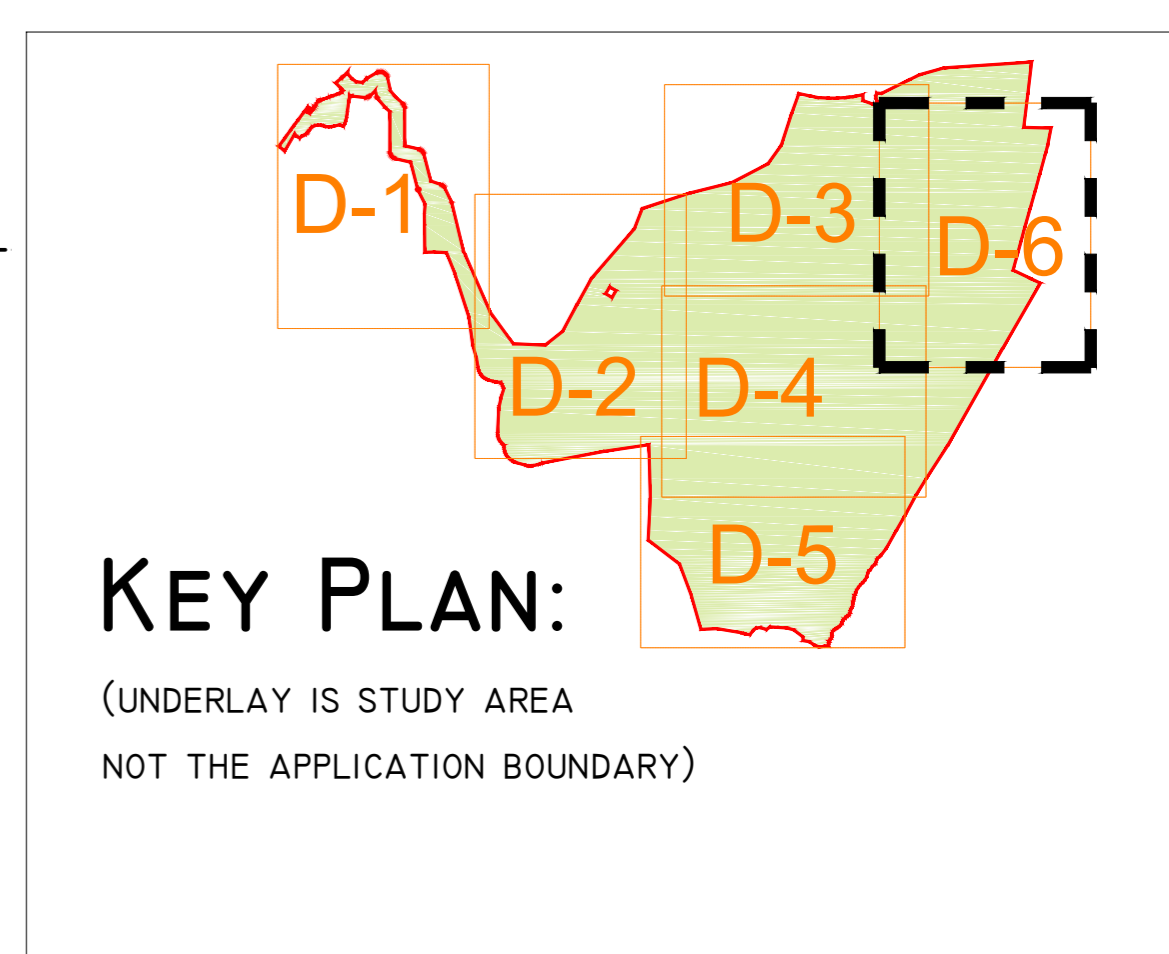 D-1
D-3
D-6
D-2
D-4
D-5
KEY PLAN:
(UNDERLAY IS STUDY AREA
NOT THE APPLICATION BOUNDARY)